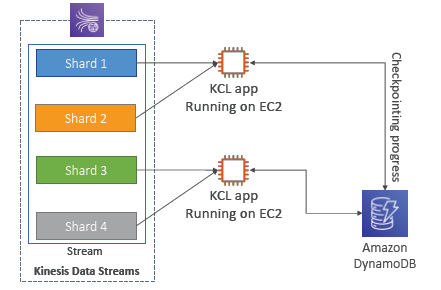 Shard 1
Shard 2
Shard 3
Shard 4
Stream
Kinesis Data Streams
KCL app
Running on EC2
KCL app
Running on EC2
Checkpointing progress
Amazon
DynamoDB